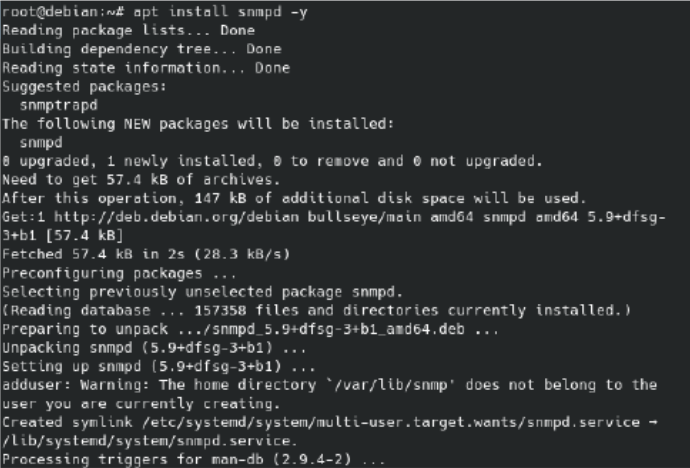 root@debian:~# apt install snmpd -y
Reading package lists... Done
Building dependency tree... Done
Reading state information... Done
Suggested packages:
  snmptrapd
The following NEW packages will be installed:
  snmpd
0 upgraded, 1 newly installed, 0 to remove and 0 not upgraded.
Need to get 57.4 kB of archives.
After this operation, 147 kB of additional disk space will be used.
Get:1 http://deb.debian.org/debian bullseye/main amd64 snmpd amd64 5.9+dfsg-
3+b1 [57.4 kB]
Fetched 57.4 kB in 2s (28.3 kB/s)
Preconfiguring packages ...
Selecting previously unselected package snmpd.
(Reading database ... 157358 files and directories currently installed.)
Preparing to unpack .../snmpd_5.9+dfsg-3+b1_amd64.deb ...
Unpacking snmpd (5.9+dfsg-3+b1) ...
Setting up snmpd (5.9+dfsg-3+b1) ...
adduser: Warning: The home directory `/var/lib/snmp' does not belong to the
user you are currently creating.
Created symlink /etc/systemd/system/multi-user.target.wants/snmpd.service →
/lib/systemd/system/snmpd.service.
Processing triggers for man-db (2.9.4-2) ...